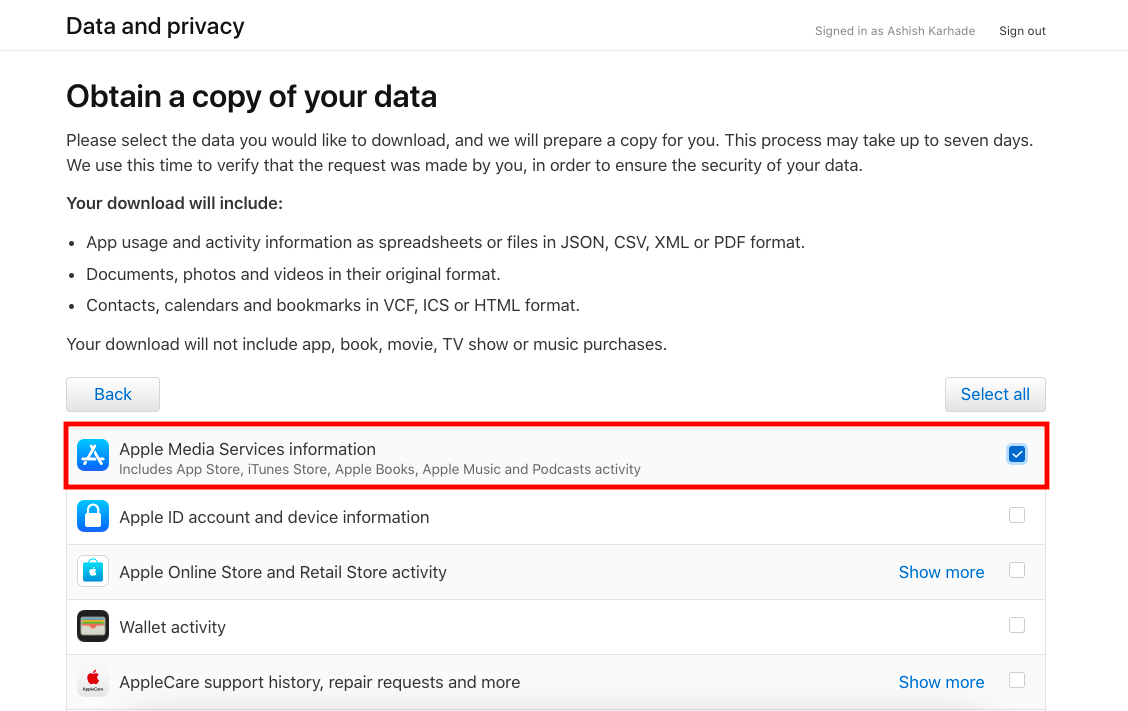 Data and privacy
Signed in as Ashish Karhade
Sign out
Obtain a copy of your data
Please select the data you would like to download, and we will prepare a copy for you. This process may take up to seven days.
We use this time to verify that the request was made by you, in order to ensure the security of your data.
Your download will include:
• App usage and activity information as spreadsheets or files in JSON, CSV, XML or PDF format.
• Documents, photos and videos in their original format.
• Contacts, calendars and bookmarks in VCF, ICS or HTML format.
Your download will not include app, book, movie, TV show or music purchases.
Back
Select all
Apple Media Services information
Includes App Store, iTunes Store, Apple Books, Apple Music and Podcasts activity
Apple ID account and device information
Apple Online Store and Retail Store activity
Show more
Wallet activity
AppleCare
AppleCare support history, repair requests and more
Show more